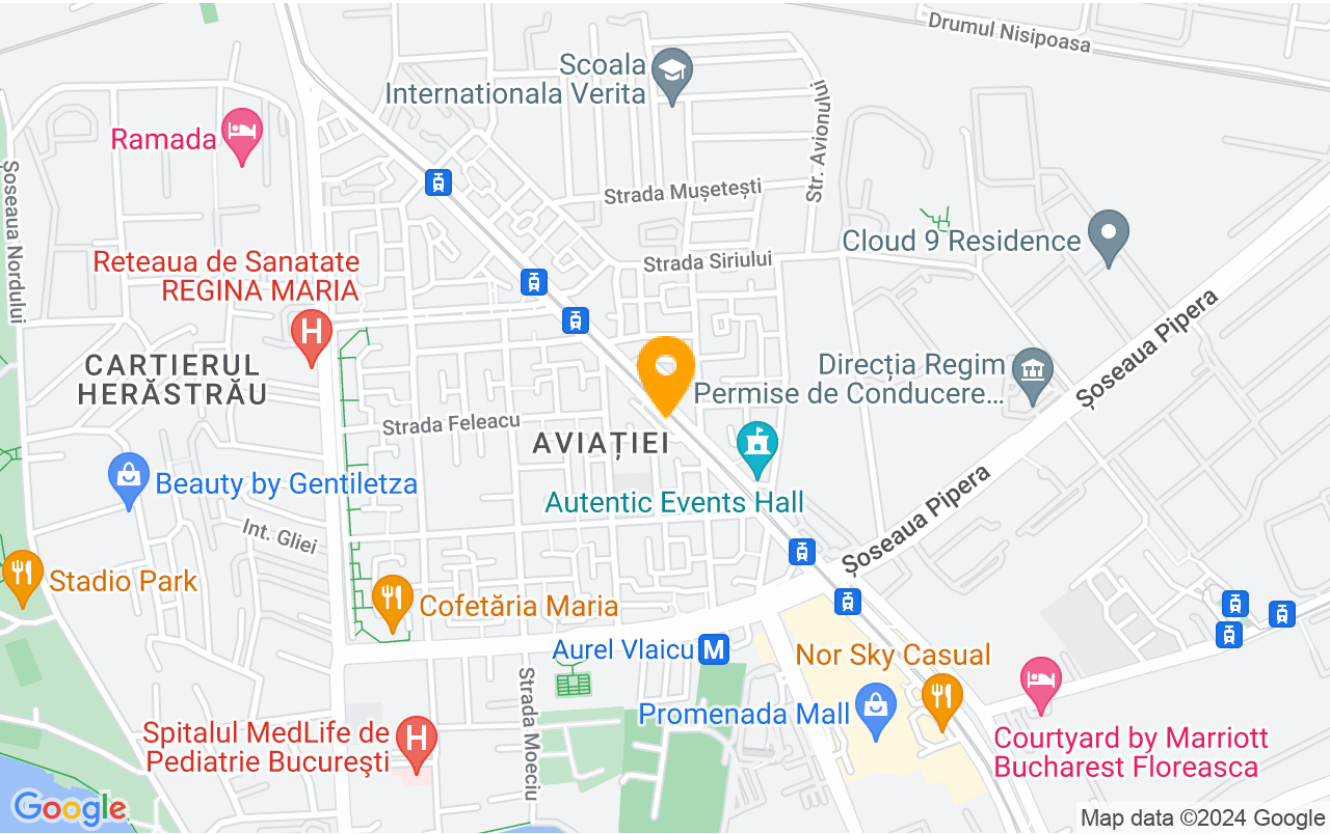 Drumul Nisipoasa
Scoala
Internationala Verita
Ramada
Str. Avionului
Șoseaua Nordului
Strada Mușetești
Cloud 9 Residence
Reteaua de Sanatate
REGINA MARIA
Strada Siriului
Șoseaua Pipera
CARTIERUL
HERĂSTRĂU
Direcția Regim
Permise de Conducere...
Strada Feleacu
AVIAȚIEI
Beauty by Gentiletza
Autentic Events Hall
Șoseaua Pipera
Int. Gliei
Stadio Park
Cofetăria Maria
Aurel Vlaicu M
Nor Sky Casual
Strada Moeciu
Promenada Mall
Spitalul MedLife de
Pediatrie Bucureşti
Courtyard by Marriott
Bucharest Floreasca
Google
Map data ©2024 Google
H
H